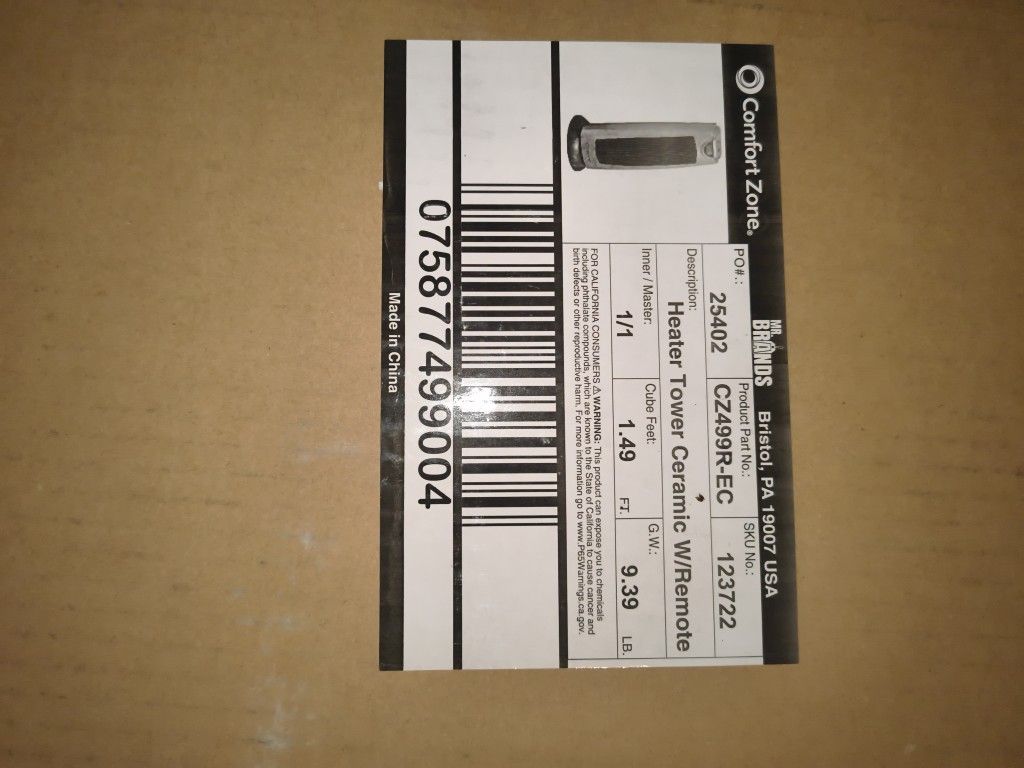 Comfort Zone®
MR. BRANDS Bristol, PA 19007 USA
PO#.: Product Part No.: SKU No.:
25402 CZ499R-EC 123722
Description:
Heater Tower Ceramic W/Remote
Inner / Master: Cube Feet: G.W.:
1/1 1.49 FT. 9.39 LB.
FOR CALIFORNIA CONSUMERS ⚠WARNING: This product can expose you to chemicals
including phthalate compounds, which are known to the State of California to cause cancer and
birth defects or other reproductive harm. For more information go to www.P65Warnings.ca.gov.
075877499004
Made in China